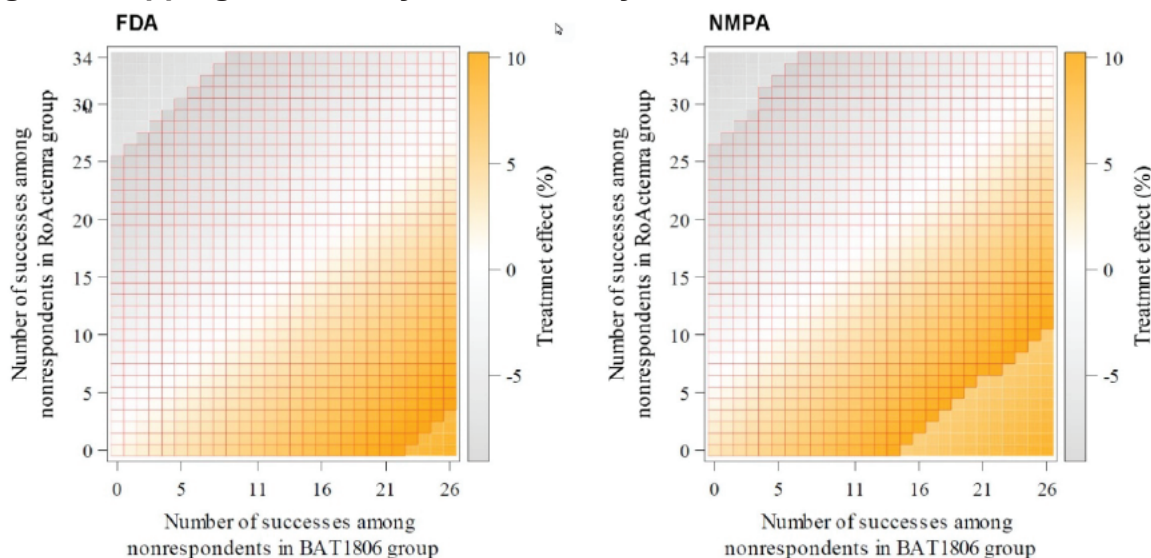 FDA
34
30
25
20
15
10
5
0
0 5 11 16 21 26
Number of successes among
nonrespondents in RoActemra group
Number of successes among
nonrespondents in BAT1806 group
10
5
0
-5
Treatmnet effect (%)
NMPA
34
30
25
20
15
10
5
0
0 5 11 16 21 26
Number of successes among
nonrespondents in RoActemra group
Number of successes among
nonrespondents in BAT1806 group
10
5
0
-5
Treatmnet effect (%)